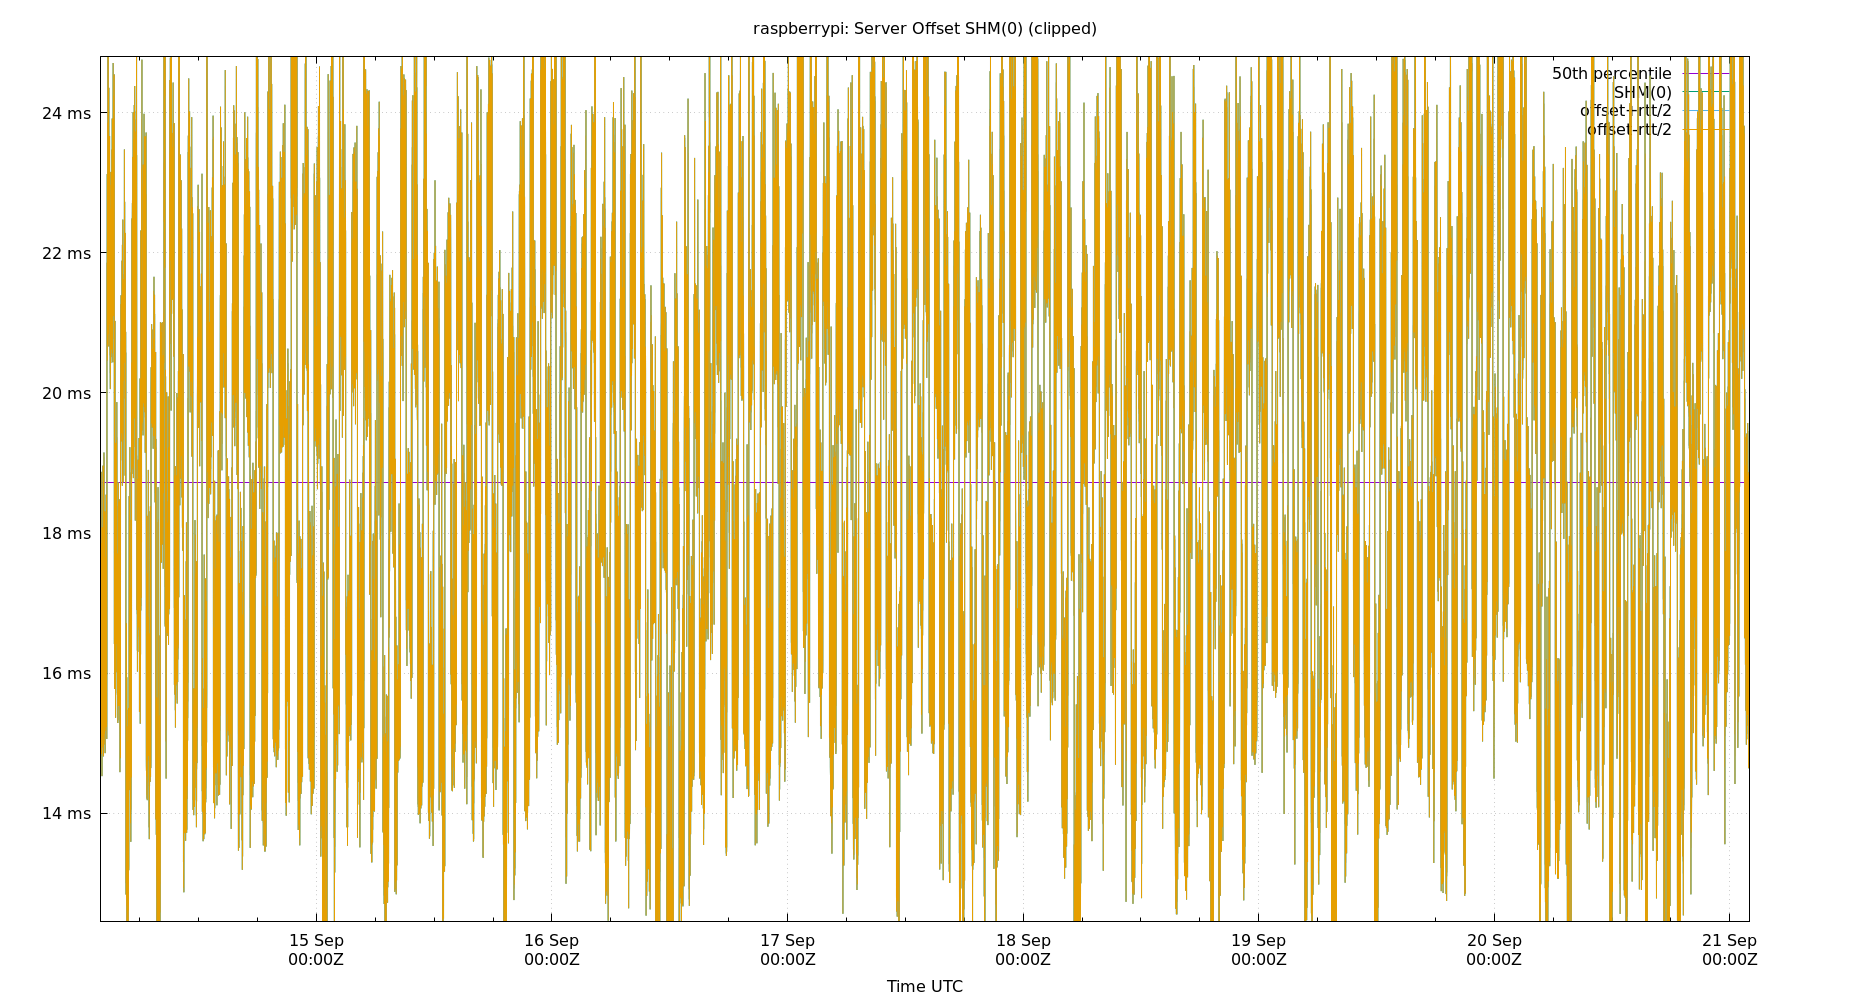 raspberrypi: Server Offset SHM(0) (clipped)
50th percentile
SHM(0)
offset+rtt/2
offset-rtt/2
24 ms
22 ms
20 ms
18 ms
16 ms
14 ms
15 Sep
00:00Z
16 Sep
00:00Z
17 Sep
00:00Z
18 Sep
00:00Z
19 Sep
00:00Z
20 Sep
00:00Z
21 Sep
00:00Z
Time UTC